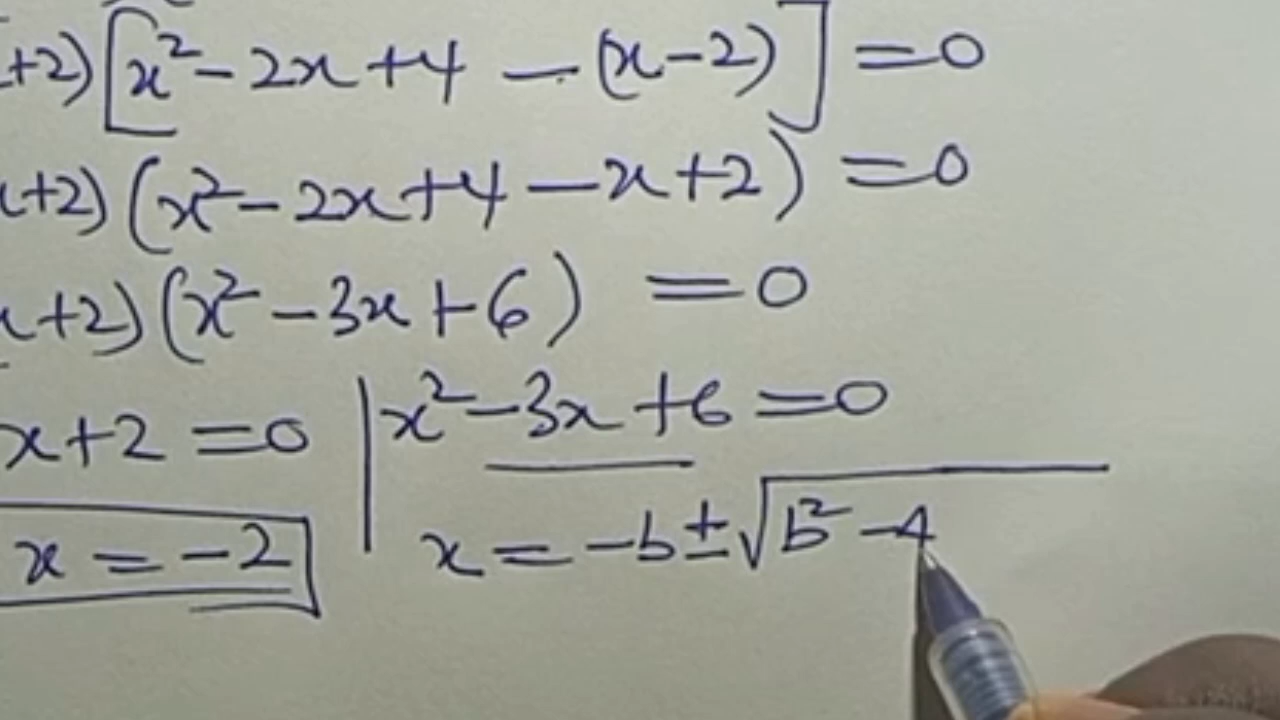 +2)[x²-2x+4-(x-2)]=0
x+2)(x²-2x+4-x+2)=0
x+2)(x²-3x+6)=0
x+2=0 | x²-3x+6=0
x=-2
x=-b±√b²-4